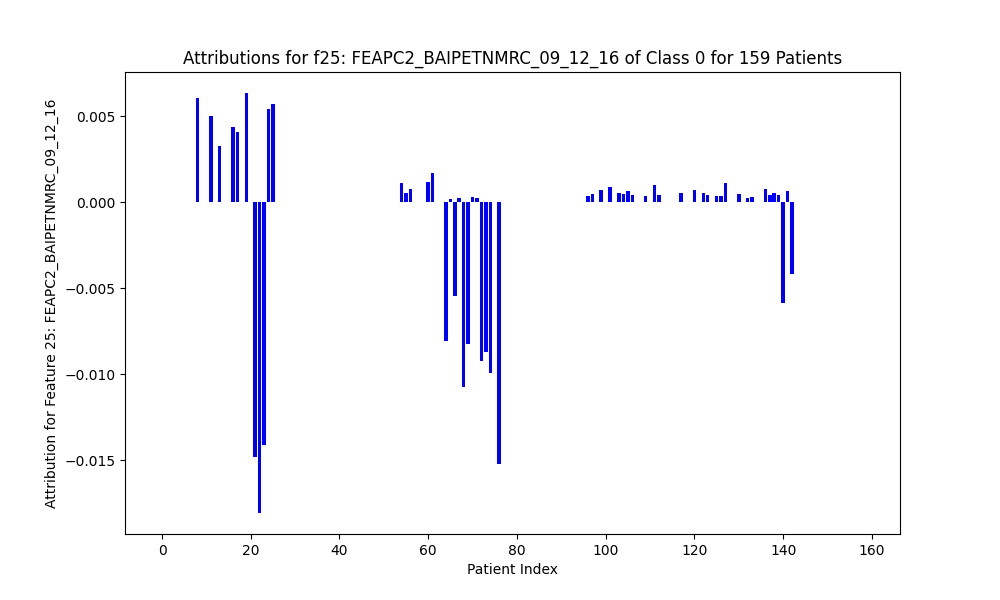 Attributions for f25: FEAPC2_BAIPETNMRC_09_12_16 of Class 0 for 159 Patients
Attribution for Feature 25: FEAPC2_BAIPETNMRC_09_12_16
0.005
0.000
−0.005
−0.010
−0.015
0 20 40 60 80 100 120 140 160
Patient Index